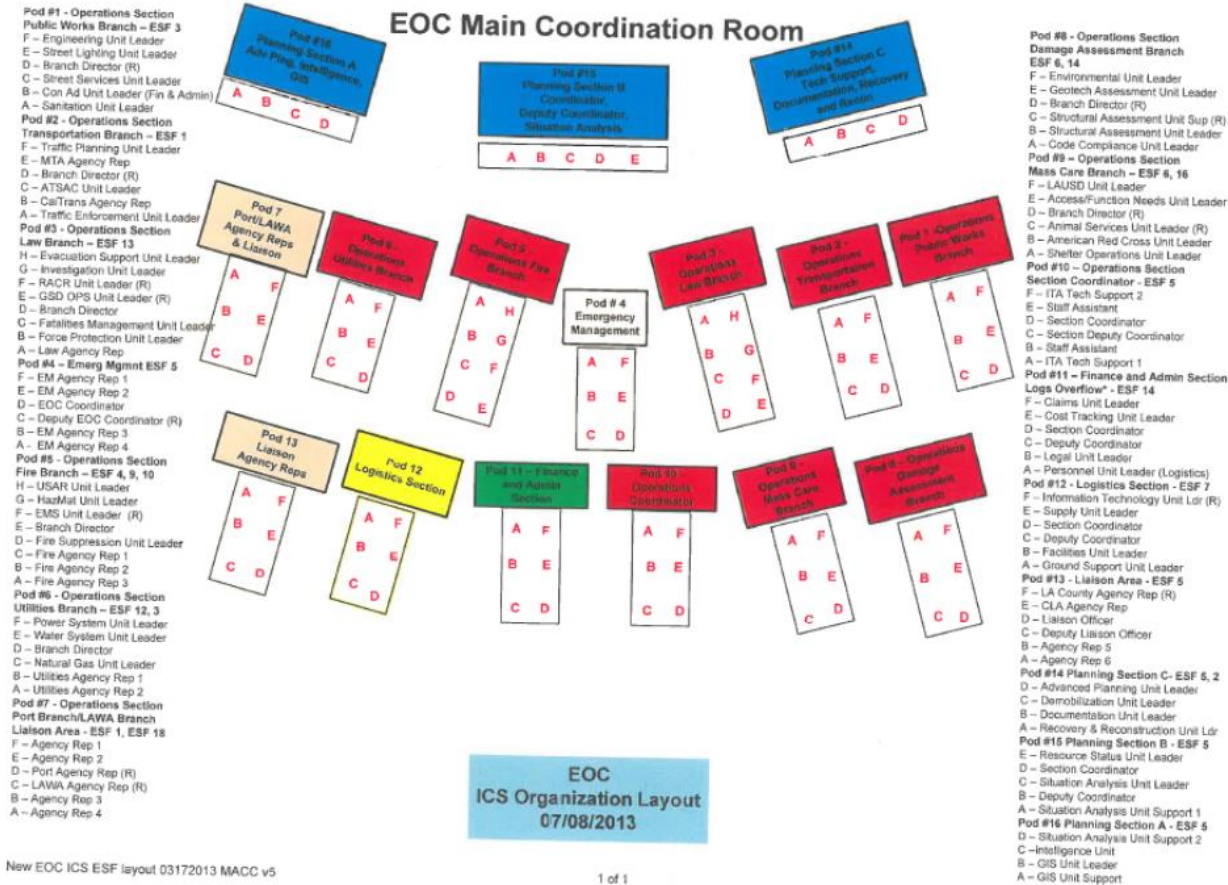 EOC Main Coordination Room
Pod #1 - Operations Section
Public Works Branch – ESF 3
F – Engineering Unit Leader
E – Street Lighting Unit Leader
D – Branch Director (R)
C – Street Services Unit Leader
B – Con Ad Unit Leader (Fin & Admin)
A – Sanitation Unit Leader
Pod #2 - Operations Section
Transportation Branch – ESF 1
F – Traffic Planning Unit Leader
E – MTA Agency Rep
D – Branch Director (R)
C – ATSAC Unit Leader
B – CalTrans Agency Rep
A – Traffic Enforcement Unit Leader
Pod #3 - Operations Section
Law Branch – ESF 13
H – Evacuation Support Unit Leader
G – Investigation Unit Leader
F – RACR Unit Leader (R)
E – GSD OPS Unit Leader (R)
D – Branch Director
C – Fatalities Management Unit Leader
B – Force Protection Unit Leader
A – Law Agency Rep
Pod #4 – Emerg Mgmnt ESF 5
F – EM Agency Rep 1
E – EM Agency Rep 2
D – EOC Coordinator
C – Deputy EOC Coordinator (R)
B – EM Agency Rep 3
A - EM Agency Rep 4
Pod #5 - Operations Section
Fire Branch – ESF 4, 9, 10
H – USAR Unit Leader
G – HazMat Unit Leader
F – EMS Unit Leader (R)
E – Branch Director
D – Fire Suppression Unit Leader
C – Fire Agency Rep 1
B – Fire Agency Rep 2
A – Fire Agency Rep 3
Pod #6 - Operations Section
Utilities Branch – ESF 12, 3
F – Power System Unit Leader
E – Water System Unit Leader
D – Branch Director
C – Natural Gas Unit Leader
B – Utilities Agency Rep 1
A – Utilities Agency Rep 2
Pod #7 - Operations Section
Port Branch/LAWA Branch
Liaison Area - ESF 1, ESF 18
F – Agency Rep 1
E – Agency Rep 2
D – Port Agency Rep (R)
C – LAWA Agency Rep (R)
B – Agency Rep 3
A – Agency Rep 4
Pod #16
Planning Section A
Adv Plng, Intelligence,
GIS
A B C D
Pod #15
Planning Section B
Coordinator,
Deputy Coordinator,
Situation Analysis
A B C D E
Pod #14
Planning Section C
Tech Support,
Documentation, Recovery
and Recon
A B C D
Pod 7
Port/LAWA
Agency Reps
& Liaison
A F
B E
C D
Pod 6 -
Operations
Utilities Branch
A F
B E
C D
Pod 5 -
Operations Fire
Branch
A H
B G
C F
D E
Pod # 4
Emergency
Management
A F
B E
C D
Pod 3 -
Operations
Law Branch
A H
B G
C F
D E
Pod 2 -
Operations
Transportation
Branch
A F
B E
C D
Pod 1 - Operations
Public Works
Branch
A F
B E
C D
Pod 13
Liaison
Agency Reps
A F
B E
C D
Pod 12
Logistics Section
A F
B E
C D
Pod 11 – Finance
and Admin
Section
A F
B E
C D
Pod 10 -
Operations
Coordinator
A F
B E
C D
Pod 9 -
Operations
Mass Care
Branch
A F
B E
C D
Pod 8 - Operations
Damage
Assessment
Branch
A F
B E
C D
Pod #8 - Operations Section
Damage Assessment Branch
ESF 6, 14
F – Environmental Unit Leader
E – Geotech Assessment Unit Leader
D – Branch Director (R)
C – Structural Assessment Unit Sup (R)
B – Structural Assessment Unit Leader
A – Code Compliance Unit Leader
Pod #9 – Operations Section
Mass Care Branch – ESF 6, 16
F – LAUSD Unit Leader
E – Access/Function Needs Unit Leader
D – Branch Director (R)
C – Animal Services Unit Leader (R)
B – American Red Cross Unit Leader
A – Shelter Operations Unit Leader
Pod #10 – Operations Section
Section Coordinator - ESF 5
F – ITA Tech Support 2
E – Staff Assistant
D – Section Coordinator
C – Section Deputy Coordinator
B – Staff Assistant
A – ITA Tech Support 1
Pod #11 – Finance and Admin Section
Logs Overflow* - ESF 14
F – Claims Unit Leader
E – Cost Tracking Unit Leader
D – Section Coordinator
C – Deputy Coordinator
B – Legal Unit Leader
A – Personnel Unit Leader (Logistics)
Pod #12 - Logistics Section - ESF 7
F – Information Technology Unit Ldr (R)
E – Supply Unit Leader
D – Section Coordinator
C – Deputy Coordinator
B – Facilities Unit Leader
A – Ground Support Unit Leader
Pod #13 - Liaison Area - ESF 5
F – LA County Agency Rep (R)
E – CLA Agency Rep
D – Liaison Officer
C – Deputy Liaison Officer
B – Agency Rep 5
A – Agency Rep 6
Pod #14 Planning Section C- ESF 5, 2
D – Advanced Planning Unit Leader
C – Demobilization Unit Leader
B – Documentation Unit Leader
A – Recovery & Reconstruction Unit Ldr
Pod #15 Planning Section B - ESF 5
E – Resource Status Unit Leader
D – Section Coordinator
C – Situation Analysis Unit Leader
B – Deputy Coordinator
A – Situation Analysis Unit Support 1
Pod #16 Planning Section A - ESF 5
D – Situation Analysis Unit Support 2
C –Intelligence Unit
B – GIS Unit Leader
A – GIS Unit Support
EOC
ICS Organization Layout
07/08/2013
New EOC ICS ESF layout 03172013 MACC v5
1 of 1